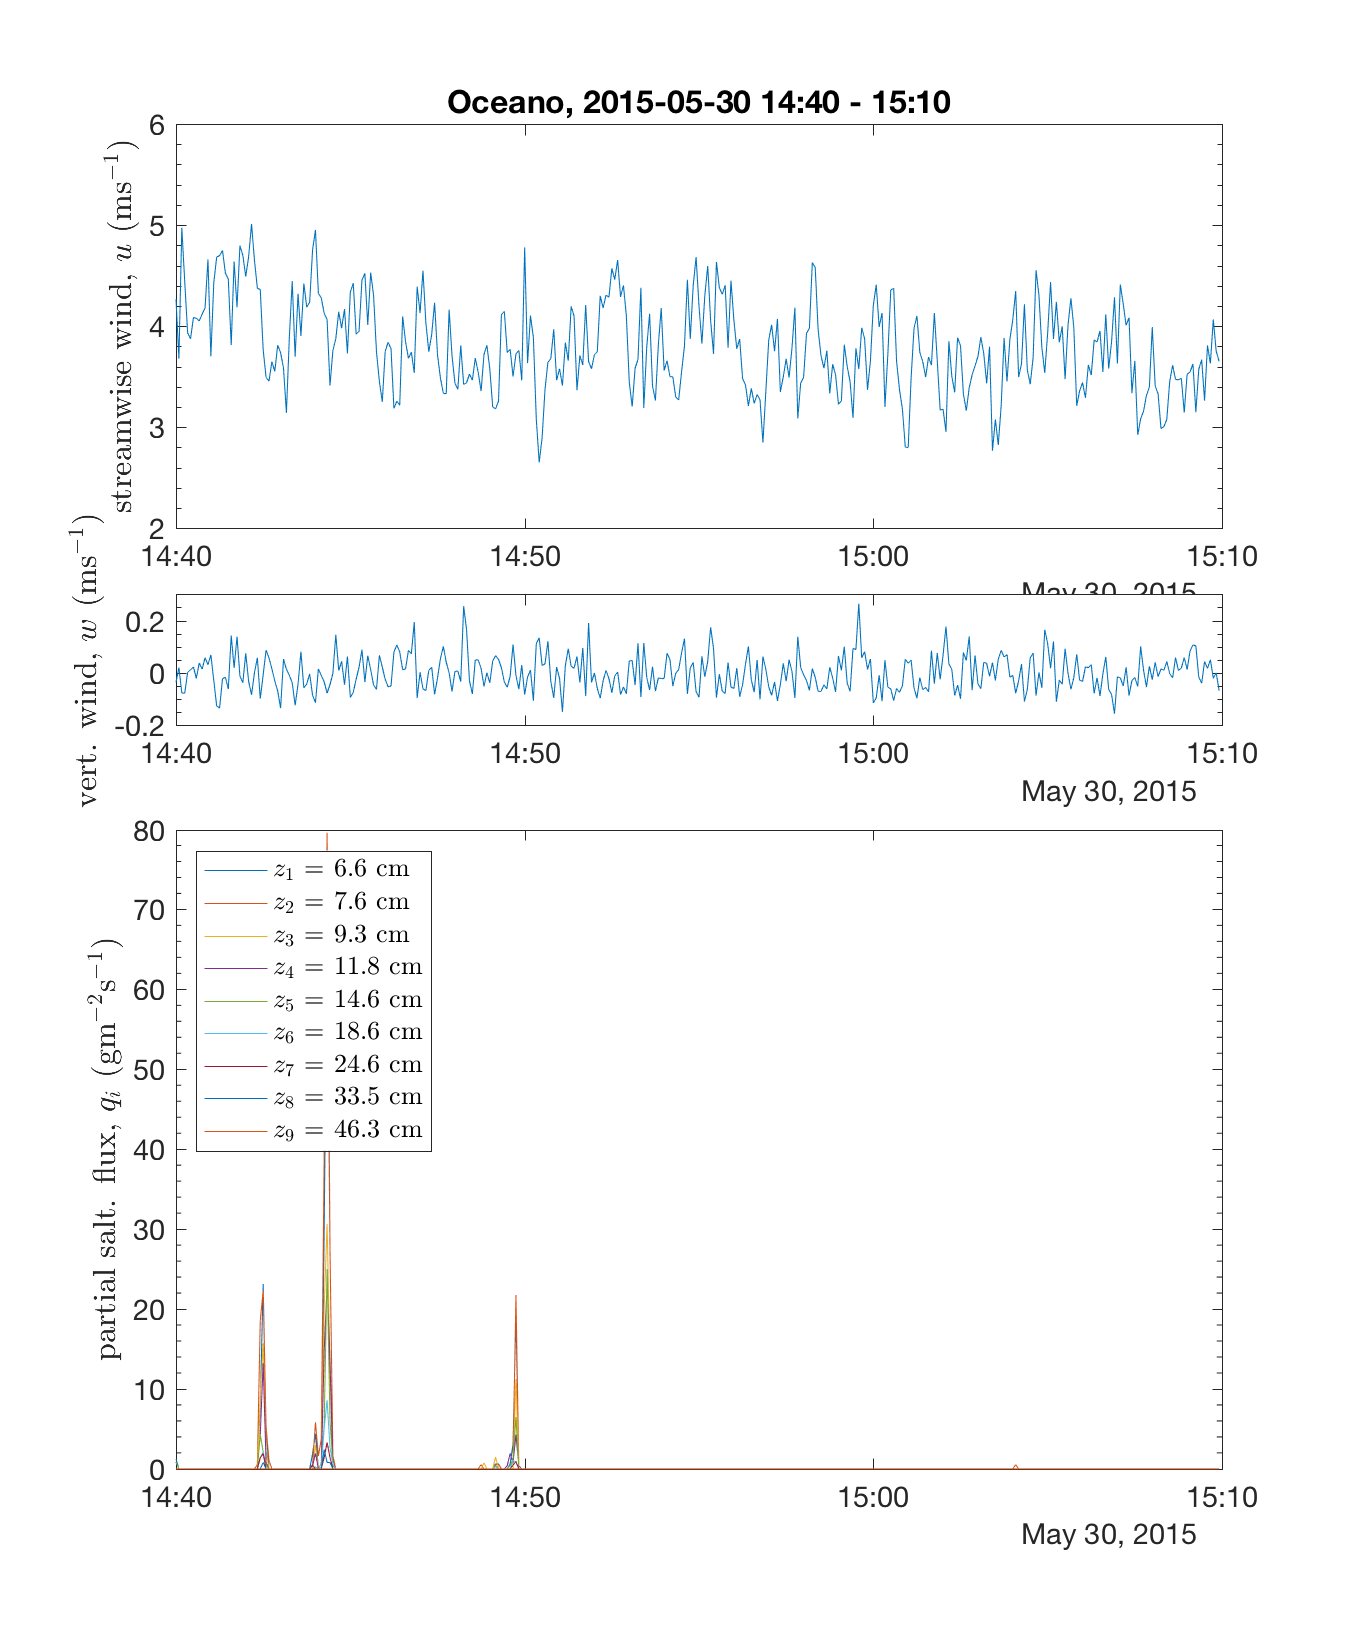 Oceano, 2015-05-30 14:40 - 15:10
streamwise wind, u (ms⁻¹)
6
5
4
3
2
14:40 14:50 15:00 15:10
May 30, 2015
vert. wind, w (ms⁻¹)
0.2
0
-0.2
14:40 14:50 15:00 15:10
May 30, 2015
partial salt. flux, qᵢ (gm⁻²s⁻¹)
80
70
60
50
40
30
20
10
0
z₁ = 6.6 cm
z₂ = 7.6 cm
z₃ = 9.3 cm
z₄ = 11.8 cm
z₅ = 14.6 cm
z₆ = 18.6 cm
z₇ = 24.6 cm
z₈ = 33.5 cm
z₉ = 46.3 cm
14:40 14:50 15:00 15:10
May 30, 2015